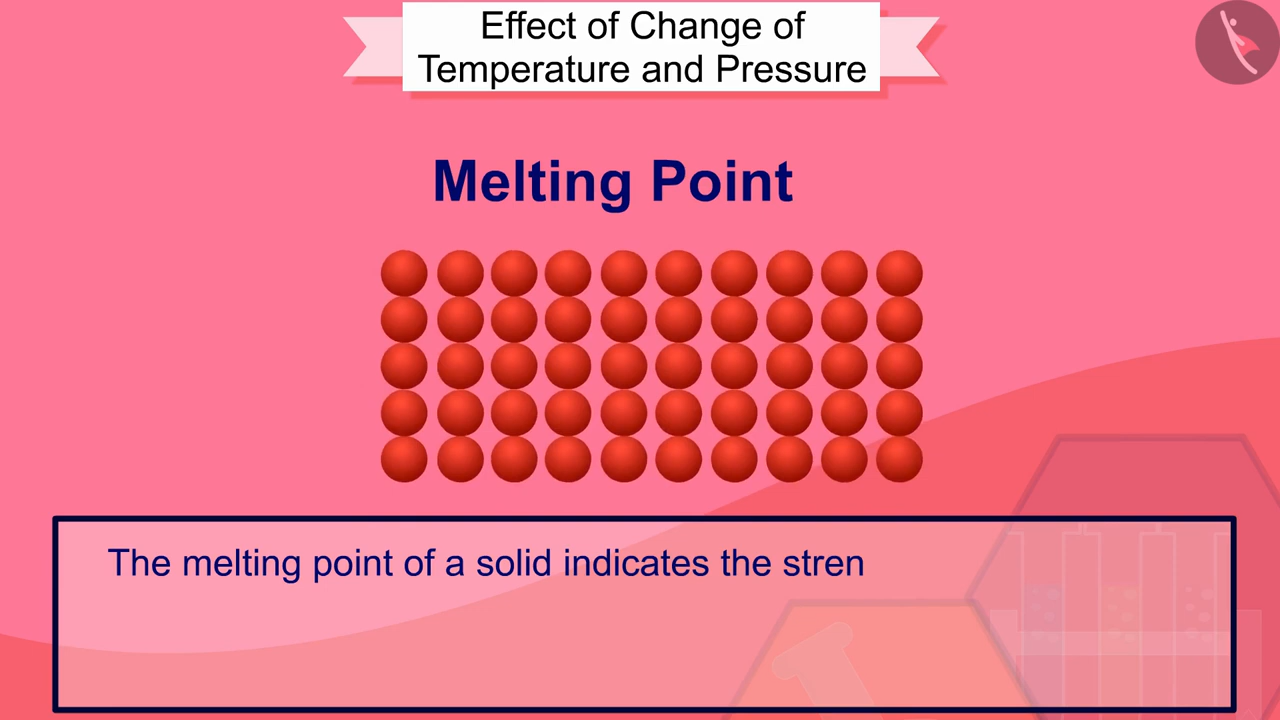 Effect of Change of
Temperature and Pressure
Melting Point
The melting point of a solid indicates the stren